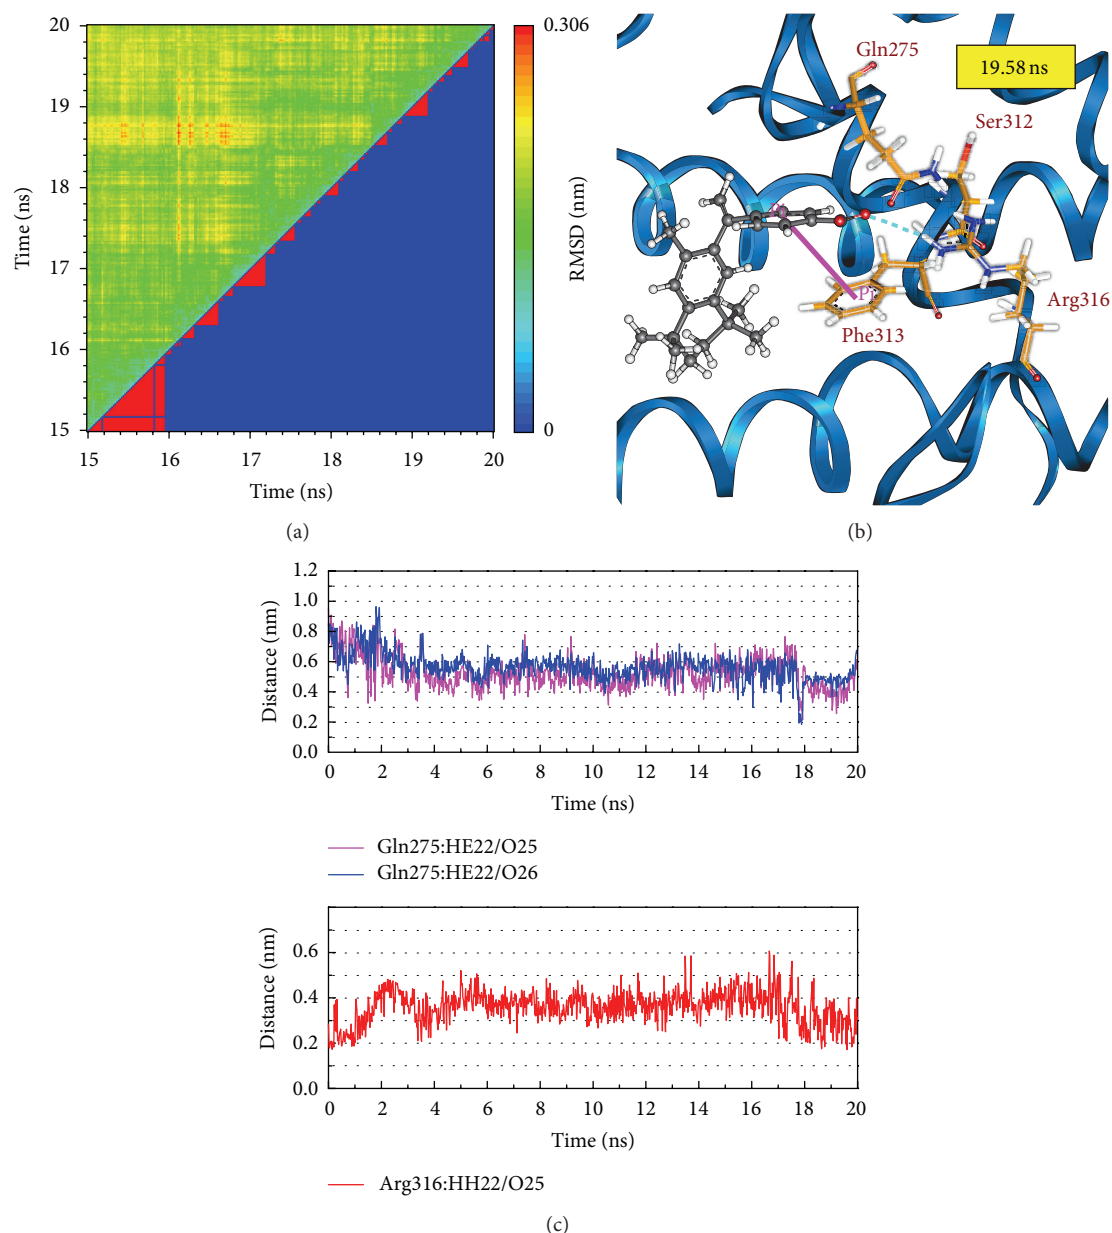 20
19
18
17
16
15
Time (ns)
15 16 17 18 19 20
Time (ns)
0.306
RMSD (nm)
0
(a)
Gln275
19.58 ns
Ser312
Pi
Arg316
Phe313
(b)
1.2
1.0
0.8
0.6
0.4
0.2
0.0
Distance (nm)
0 2 4 6 8 10 12 14 16 18 20
Time (ns)
Gln275:HE22/O25
Gln275:HE22/O26
0.6
0.4
0.2
0.0
Distance (nm)
0 2 4 6 8 10 12 14 16 18 20
Time (ns)
Arg316:HH22/O25
(c)